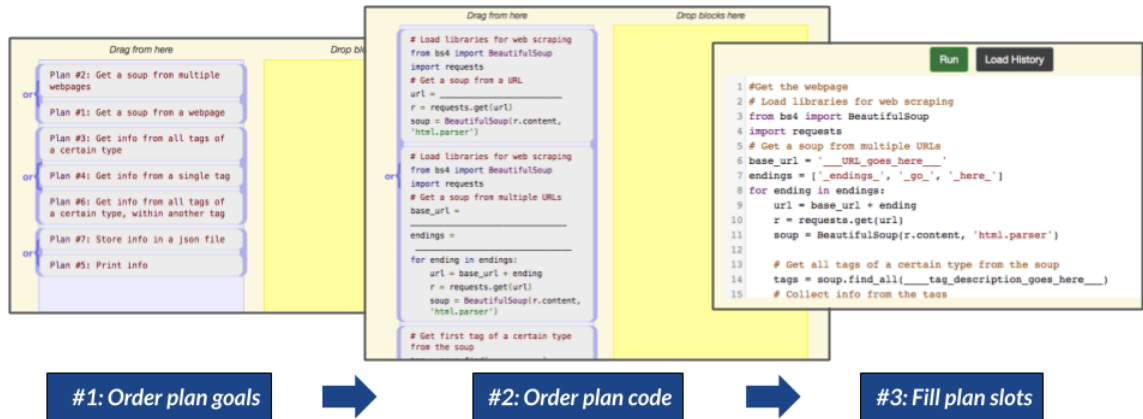 Drag from here
Drop blo
Plan #2: Get a soup from multiple
webpages
or
Plan #1: Get a soup from a webpage
Plan #3: Get info from all tags of
a certain type
or
Plan #4: Get info from a single tag
Plan #6: Get info from all tags of
a certain type, within another tag
Plan #7: Store info in a json file
or
Plan #5: Print info
Drag from here
Drop blocks here
# Load libraries for web scraping
from bs4 import BeautifulSoup
import requests
# Get a soup from a URL
url = ____________________
r = requests.get(url)
soup = BeautifulSoup(r.content,
'html.parser')
or
# Load libraries for web scraping
from bs4 import BeautifulSoup
import requests
# Get a soup from multiple URLs
base_url =
____________________
endings =
____________________
for ending in endings:
url = base_url + ending
r = requests.get(url)
soup = BeautifulSoup(r.content,
'html.parser')
# Get first tag of a certain type
from the soup
Run
Load History
1 #Get the webpage
2 # Load libraries for web scraping
3 from bs4 import BeautifulSoup
4 import requests
5 # Get a soup from multiple URLs
6 base_url = '___URL_goes_here___'
7 endings = ['_endings_', '_go_', '_here_']
8 for ending in endings:
9 url = base_url + ending
10 r = requests.get(url)
11 soup = BeautifulSoup(r.content, 'html.parser')
12
13 # Get all tags of a certain type from the soup
14 tags = soup.find_all(____tag_description_goes_here___)
15 # Collect info from the tags
#1: Order plan goals
#2: Order plan code
#3: Fill plan slots